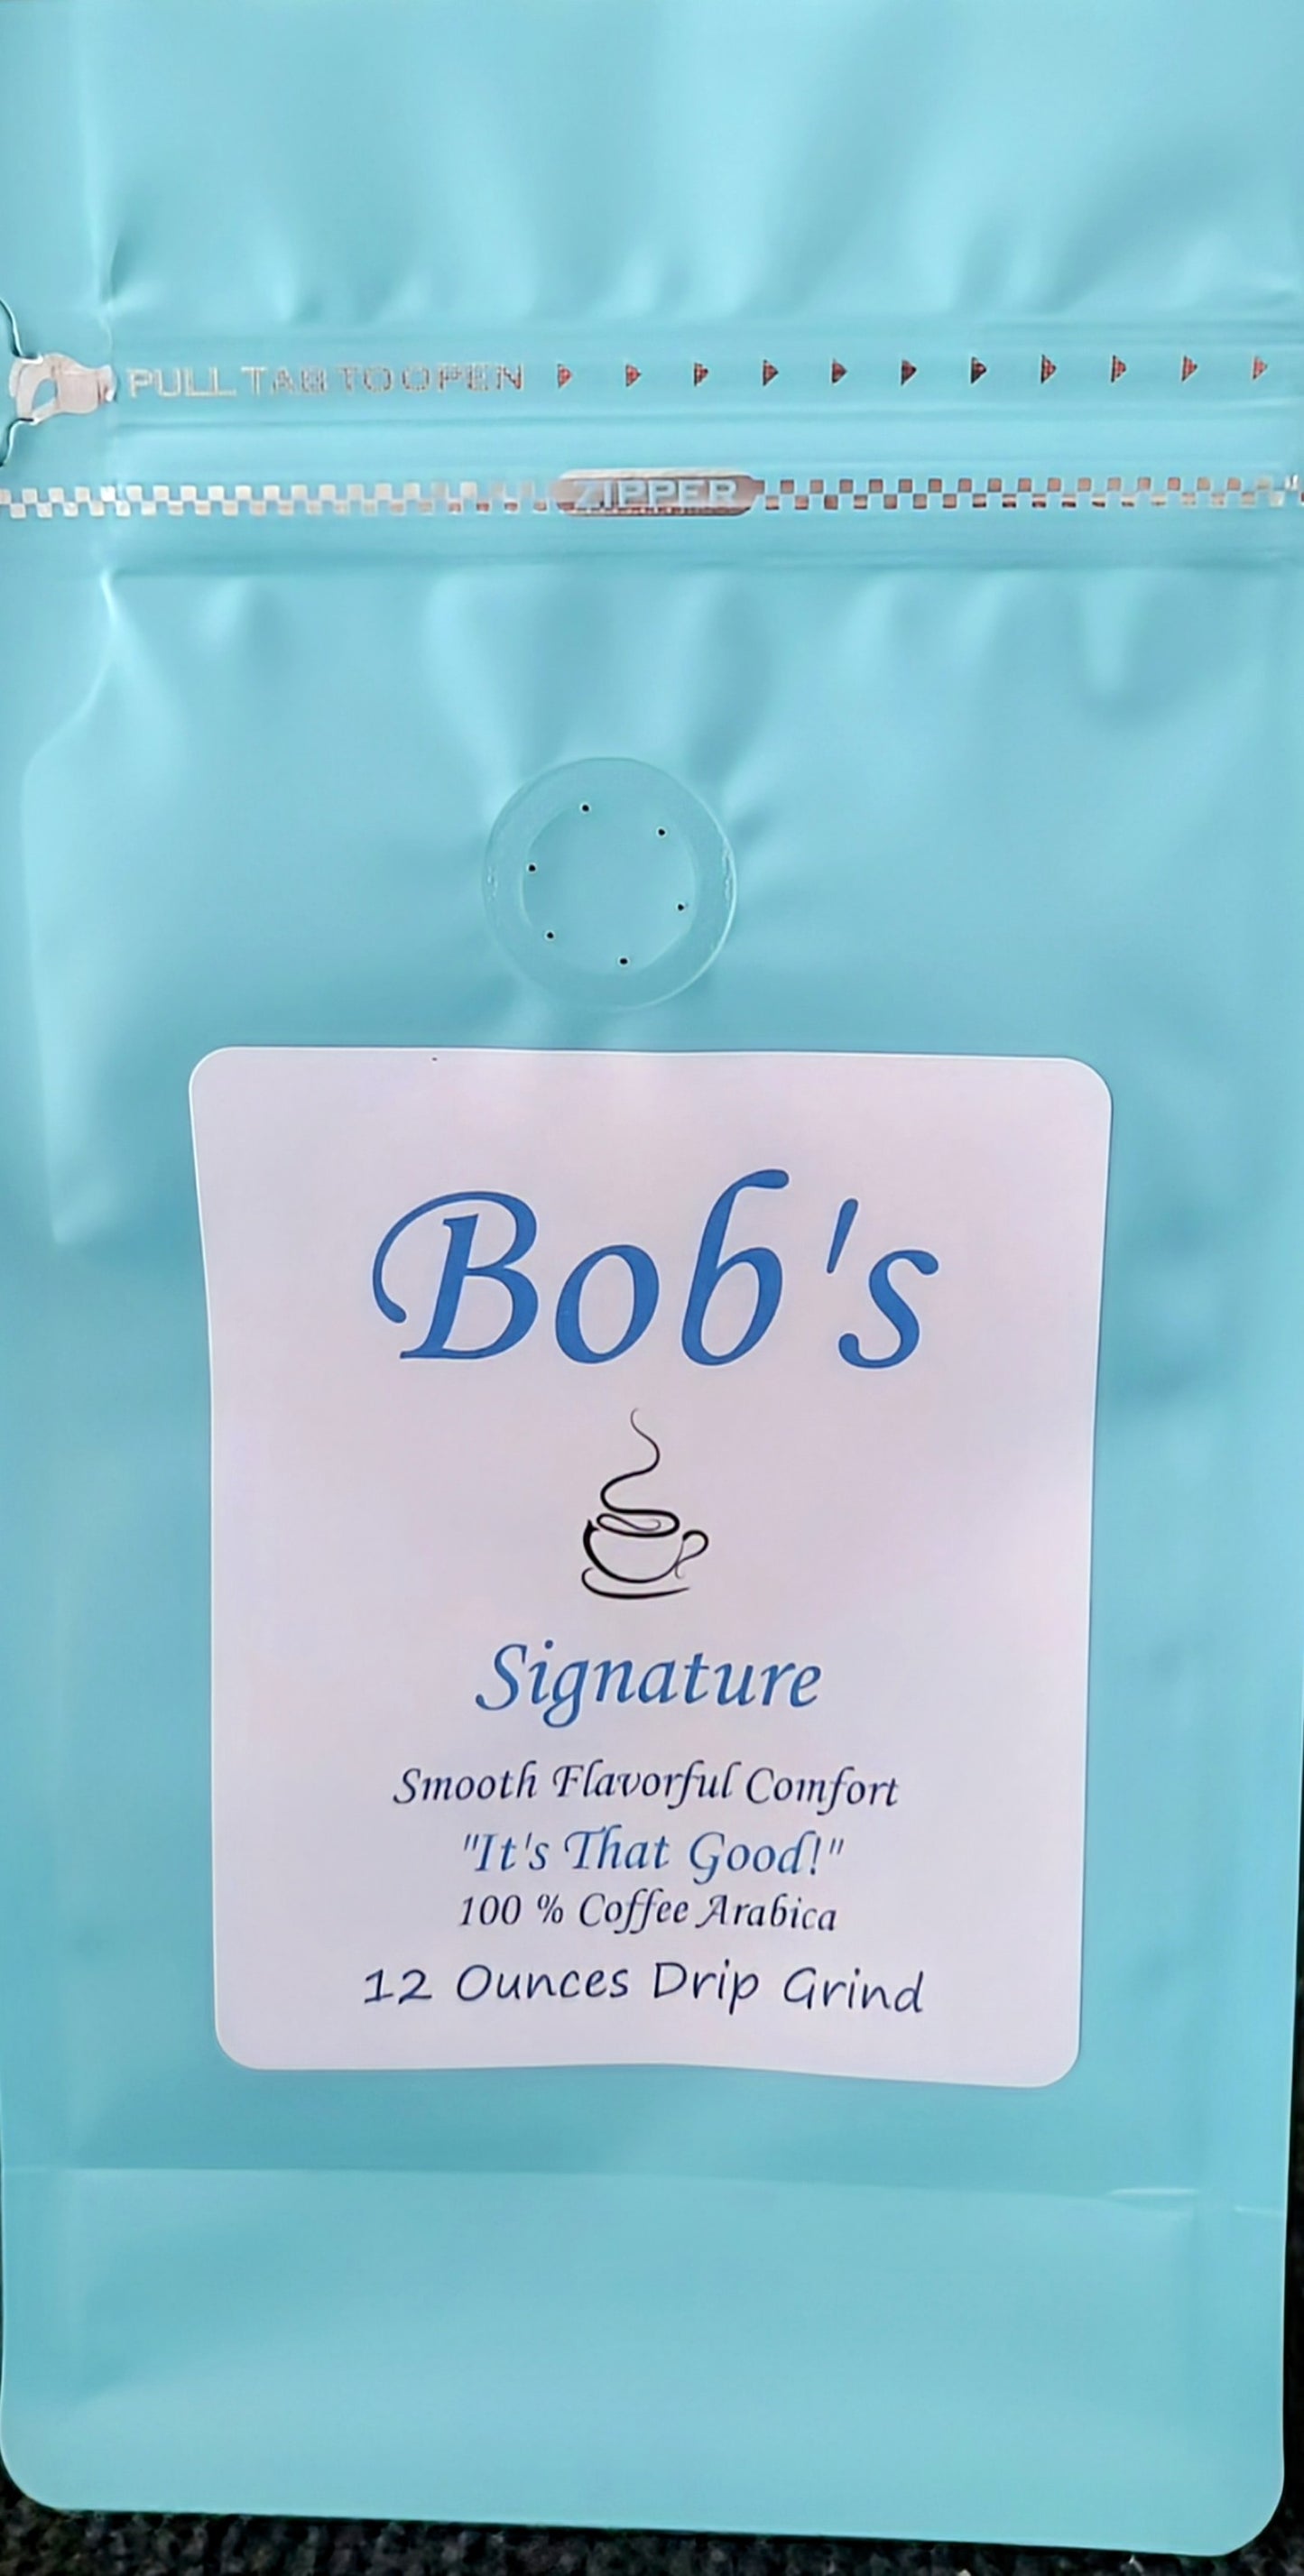 PULL TAB TO OPEN
ZIPPER
Bob's
Signature
Smooth Flavorful Comfort
"It's That Good!"
100 % Coffee Arabica
12 Ounces Drip Grind